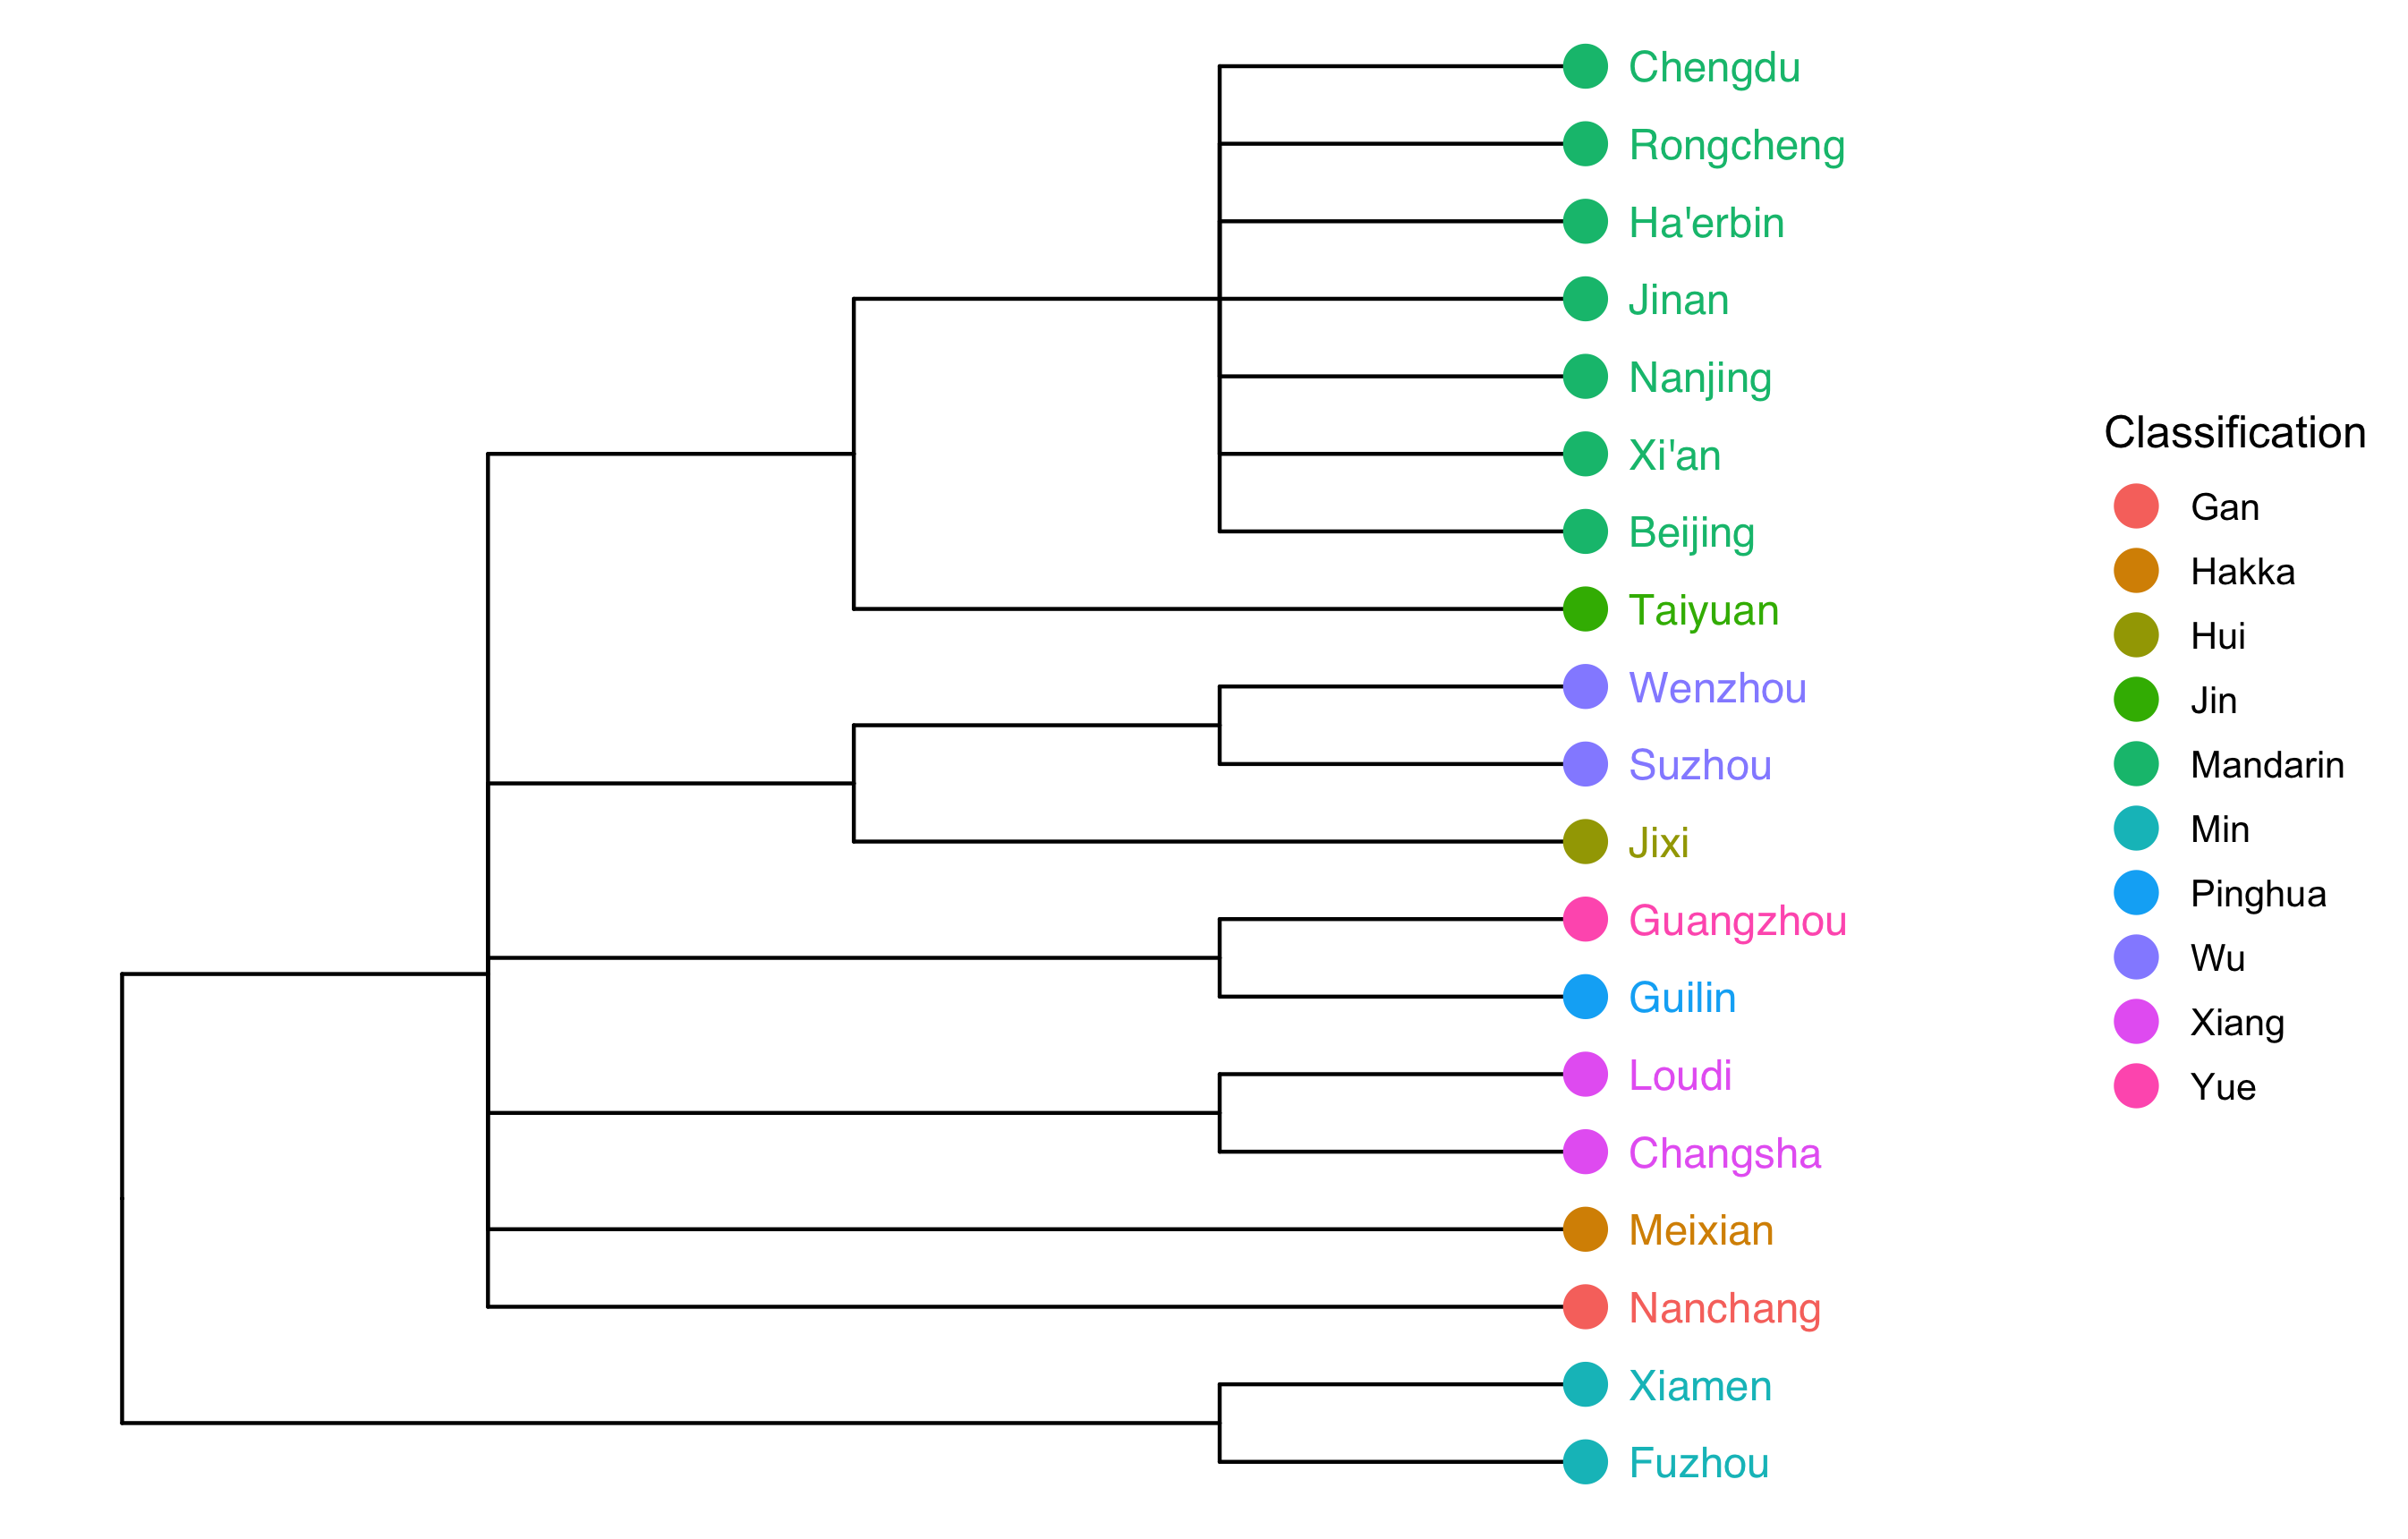 Chengdu
Rongcheng
Ha'erbin
Jinan
Nanjing
Xi'an
Beijing
Taiyuan
Wenzhou
Suzhou
Jixi
Guangzhou
Guilin
Loudi
Changsha
Meixian
Nanchang
Xiamen
Fuzhou
Classification
Gan
Hakka
Hui
Jin
Mandarin
Min
Pinghua
Wu
Xiang
Yue